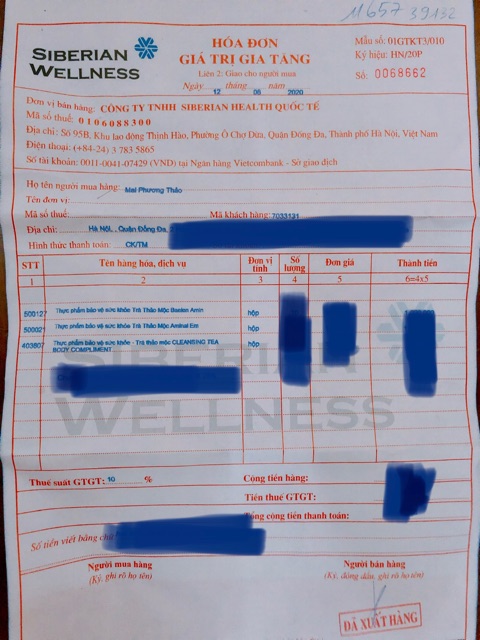 11657 39132
SIBERIAN
WELLNESS
HÓA ĐƠN
GIÁ TRỊ GIA TĂNG
Liên 2: Giao cho người mua
Ngày 12 tháng 08 năm 2020
Mẫu số: 01GTKT3/010
Ký hiệu: HN/20P
Số: 0068662
Đơn vị bán hàng: CÔNG TY TNHH SIBERIAN HEALTH QUỐC TẾ
Mã số thuế: 0106088300
Địa chỉ: Số 95B, Khu lao động Thịnh Hào, Phường Ô Chợ Dừa, Quận Đống Đa, Thành phố Hà Nội, Việt Nam
Điện thoại: (+84-24) 3 783 5865
Số tài khoản: 0011-0041-07429 (VND) tại Ngân hàng Vietcombank - Sở giao dịch
Họ tên người mua hàng: Mai Phương Thảo
Tên đơn vị:
Mã số thuế: Mã khách hàng: 7033131
Địa chỉ: Hà Nội, , Quận Đống Đa,
Hình thức thanh toán: CK/TM
STT Tên hàng hóa, dịch vụ Đơn vị tính Số lượng Đơn giá Thành tiền
1 2 3 4 5 6=4x5
500127 Thực phẩm bảo vệ sức khỏe Trà Thảo Mộc Amin hộp
50002 Thực phẩm bảo vệ sức khỏe Trà Thảo Mộc Em hộp
403807 Thực phẩm bảo vệ sức khỏe - Trà thảo mộc CLEANSING TEA hộp
BODY COMPLIMENT
SIBERIAN
WELLNESS
Thuế suất GTGT: 10 % Cộng tiền hàng:
Tiền thuế GTGT:
Tổng cộng tiền thanh toán:
Số tiền viết bằng chữ
Người mua hàng Người bán hàng
(Ký, ghi rõ họ tên) (Ký, đóng dấu, ghi rõ họ tên)
ĐÃ XUẤT HÀNG